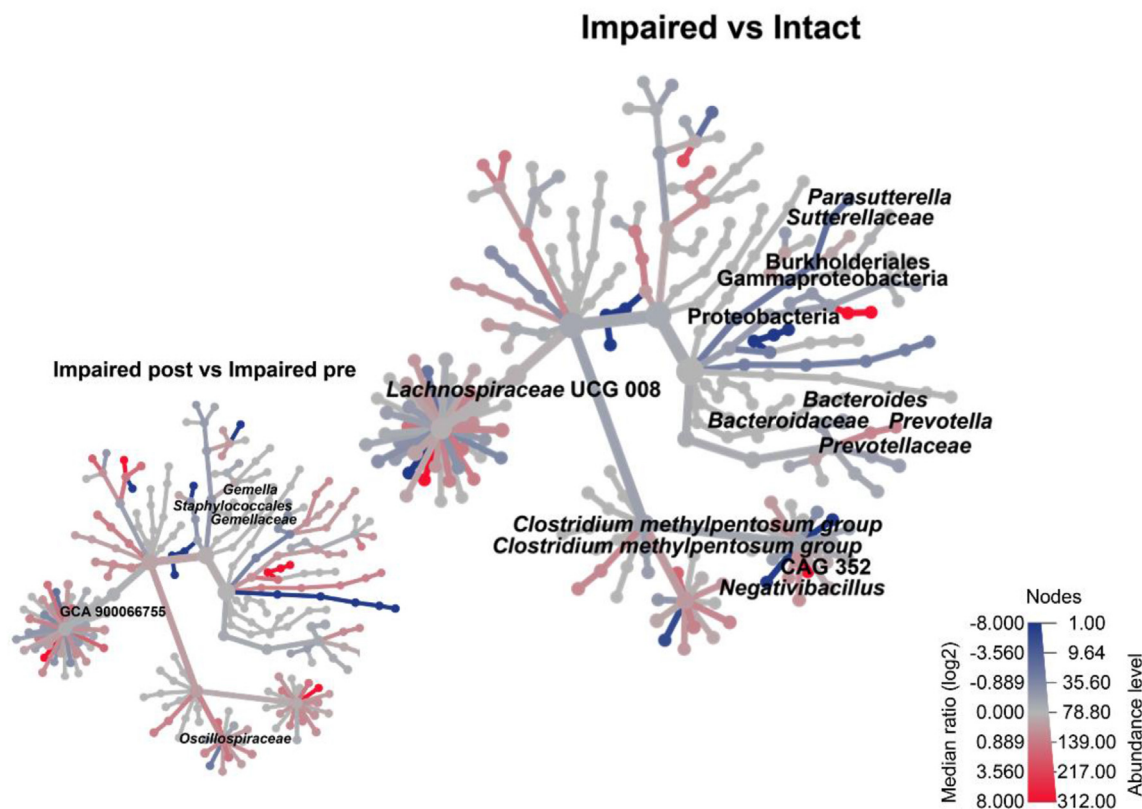 Impaired vs Intact
Parasutterella
Sutterellaceae
Burkholderiales
Gammaproteobacteria
Proteobacteria
Impaired post vs Impaired pre
Lachnospiraceae UCG 008
Bacteroides
Bacteroidaceae Prevotella
Prevotellaceae
Gemella
Staphylococcales
Gemellaceae
Clostridium methylpentosum group
Clostridium methylpentosum group
CAG 352
Negativibacillus
GCA 900066755
Oscillospiraceae
Nodes
-8.000 1.00
-3.560 9.64
-0.889 35.60
0.000 78.80
0.889 139.00
3.560 217.00
8.000 312.00
Median ratio (log2)
Abundance level